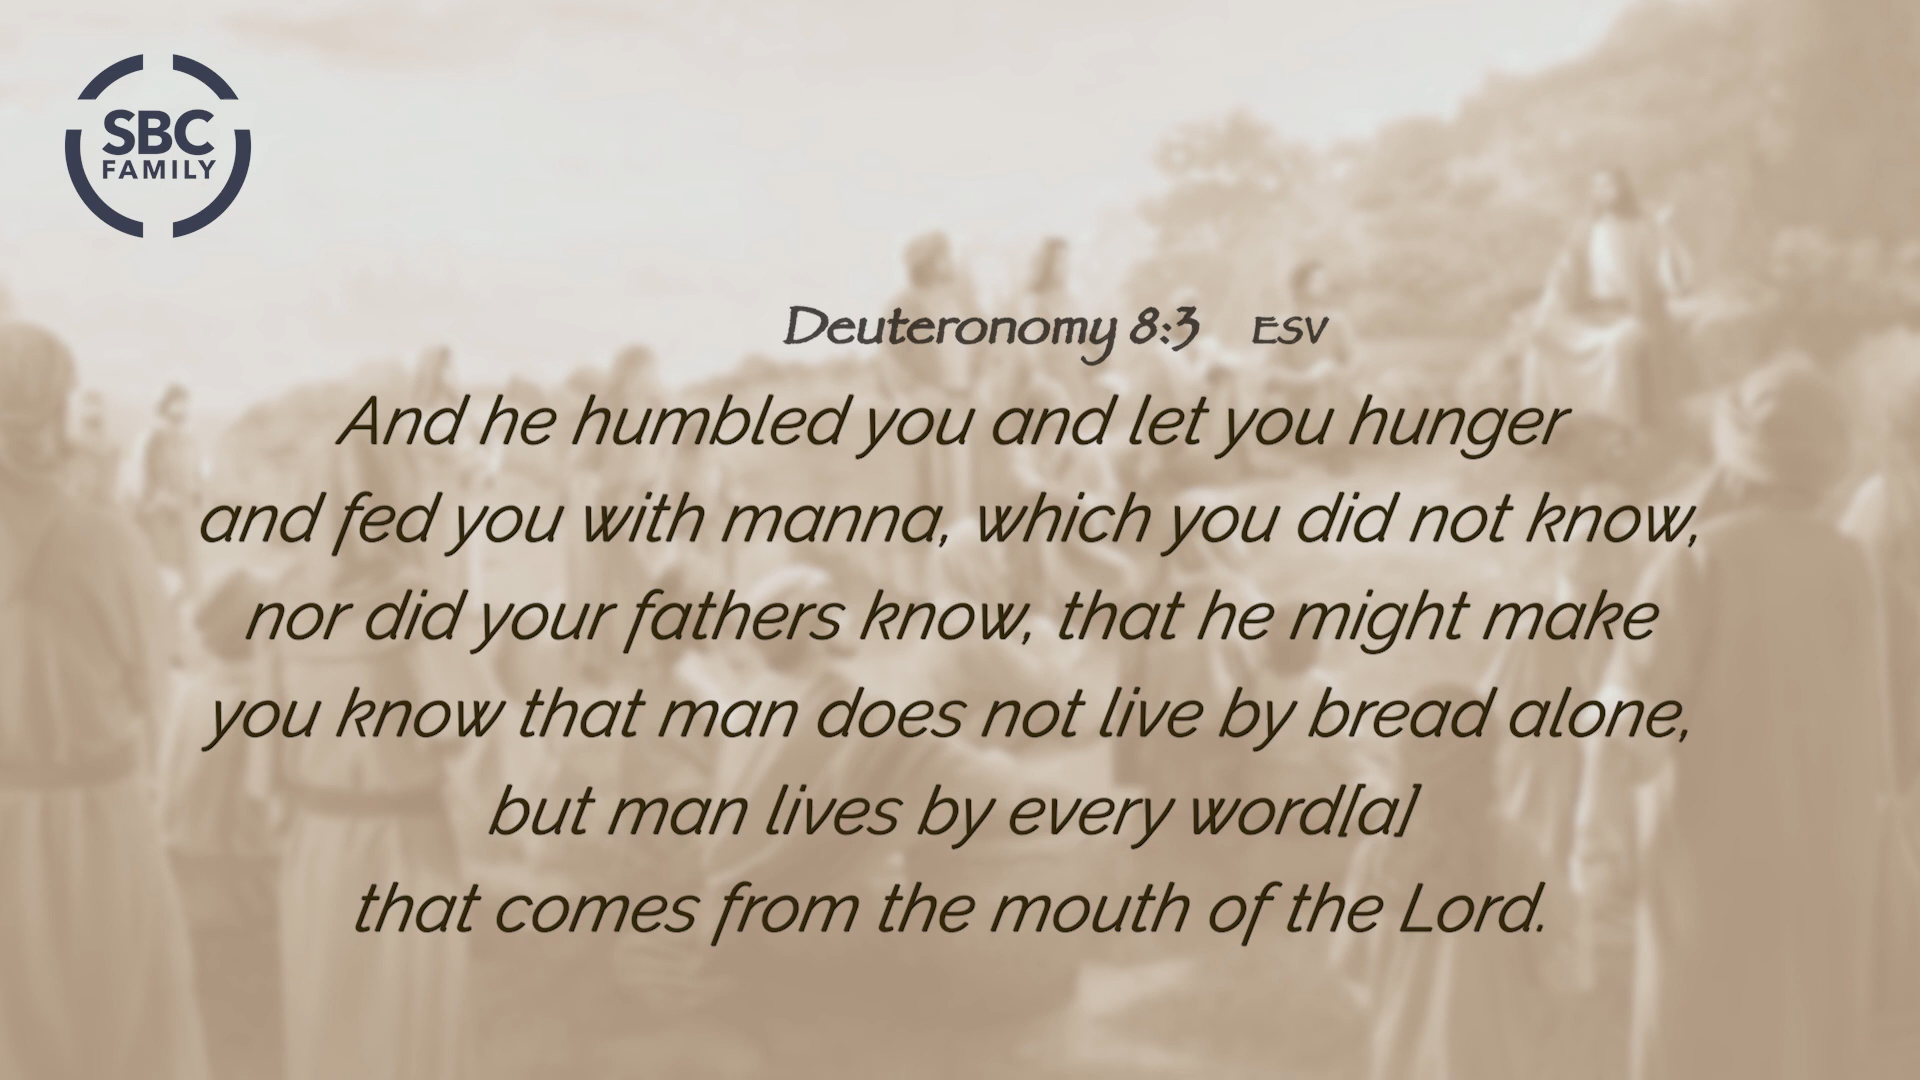 SBC
FAMILY
Deuteronomy 8:3 ESV
And he humbled you and let you hunger
and fed you with manna, which you did not know,
nor did your fathers know, that he might make
you know that man does not live by bread alone,
but man lives by every word[a]
that comes from the mouth of the Lord.